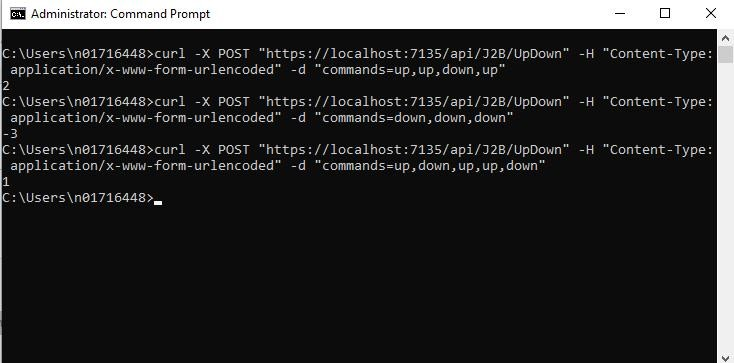 Administrator: Command Prompt
C:\Users\n01716448>curl -X POST "https://localhost:7135/api/J2B/UpDown" -H "Content-Type:
 application/x-www-form-urlencoded" -d "commands=up,up,down,up"
2
C:\Users\n01716448>curl -X POST "https://localhost:7135/api/J2B/UpDown" -H "Content-Type:
 application/x-www-form-urlencoded" -d "commands=down,down,down"
-3
C:\Users\n01716448>curl -X POST "https://localhost:7135/api/J2B/UpDown" -H "Content-Type:
 application/x-www-form-urlencoded" -d "commands=up,down,up,up,down"
1
C:\Users\n01716448>